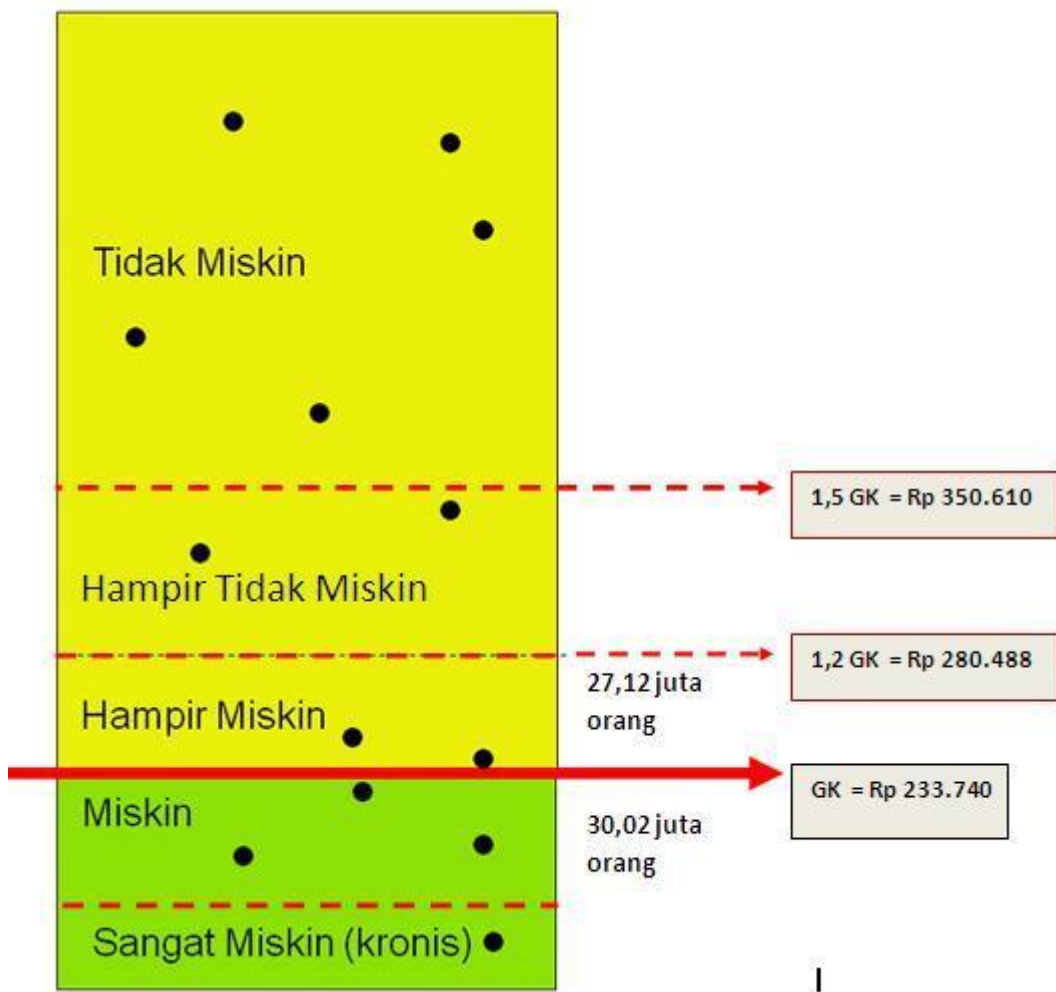 Tidak Miskin
1,5 GK = Rp 350.610
Hampir Tidak Miskin
1,2 GK = Rp 280.488
27,12 juta
orang
Hampir Miskin
GK = Rp 233.740
Miskin
30,02 juta
orang
Sangat Miskin (kronis)